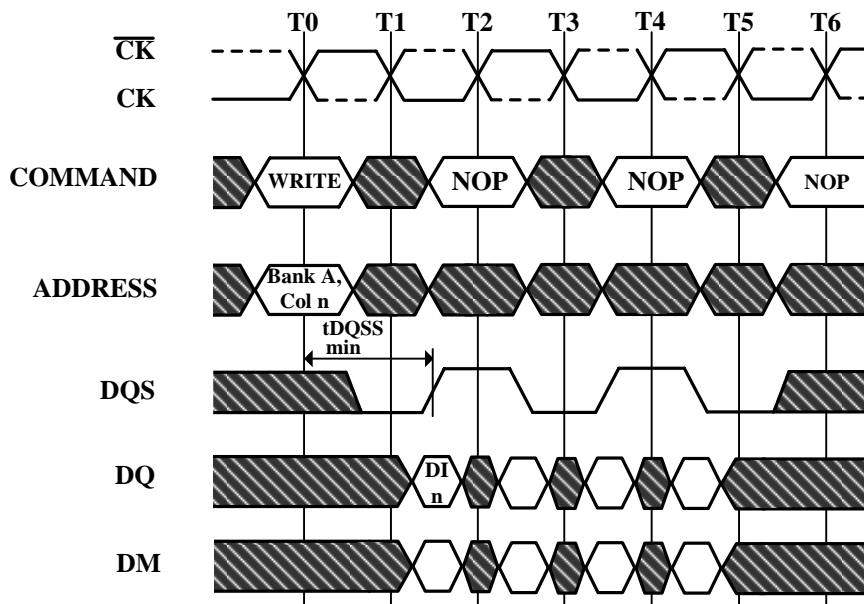 T0 T1 T2 T3 T4 T5 T6
CK
CK
COMMAND WRITE NOP NOP NOP
ADDRESS Bank A,
Col n
tDQSS
min
DQS
DQ DI
n
DM